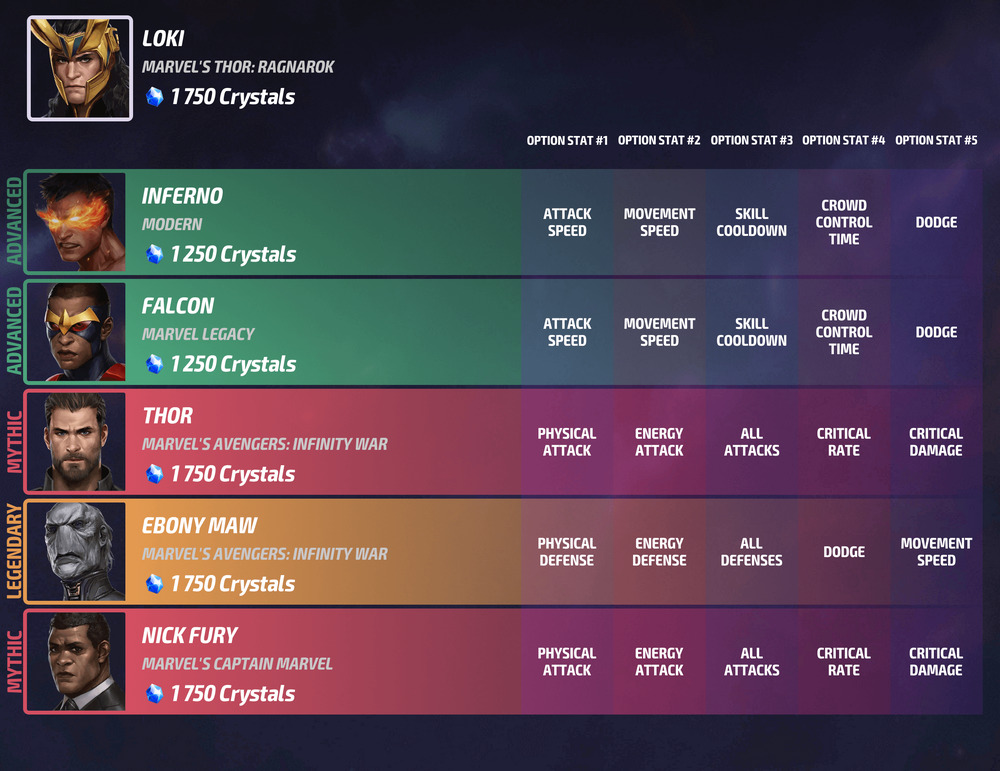 LOKI
MARVEL'S THOR: RAGNAROK
1 750 Crystals
OPTION STAT #1 OPTION STAT #2 OPTION STAT #3 OPTION STAT #4 OPTION STAT #5
ADVANCED
INFERNO
MODERN
1 250 Crystals
ATTACK
SPEED
MOVEMENT
SPEED
SKILL
COOLDOWN
CROWD
CONTROL
TIME
DODGE
ADVANCED
FALCON
MARVEL LEGACY
1 250 Crystals
ATTACK
SPEED
MOVEMENT
SPEED
SKILL
COOLDOWN
CROWD
CONTROL
TIME
DODGE
MYTHIC
THOR
MARVEL'S AVENGERS: INFINITY WAR
1 750 Crystals
PHYSICAL
ATTACK
ENERGY
ATTACK
ALL
ATTACKS
CRITICAL
RATE
CRITICAL
DAMAGE
LEGENDARY
EBONY MAW
MARVEL'S AVENGERS: INFINITY WAR
1 750 Crystals
PHYSICAL
DEFENSE
ENERGY
DEFENSE
ALL
DEFENSES
DODGE
MOVEMENT
SPEED
MYTHIC
NICK FURY
MARVEL'S CAPTAIN MARVEL
1 750 Crystals
PHYSICAL
ATTACK
ENERGY
ATTACK
ALL
ATTACKS
CRITICAL
RATE
CRITICAL
DAMAGE